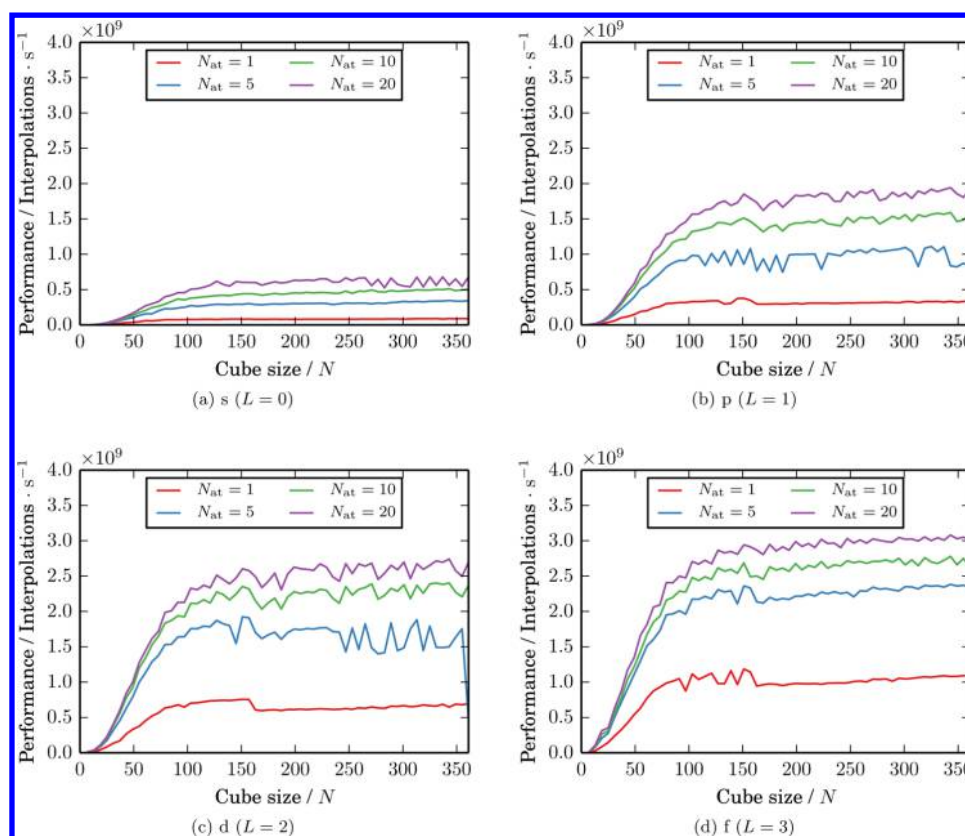 ×10⁹
4.0
3.5
3.0
2.5
2.0
1.5
1.0
0.5
0.0
Performance / Interpolations · s⁻¹
N_at = 1
N_at = 10
N_at = 5
N_at = 20
0 50 100 150 200 250 300 350
Cube size / N
(a) s (L = 0)
×10⁹
4.0
3.5
3.0
2.5
2.0
1.5
1.0
0.5
0.0
Performance / Interpolations · s⁻¹
N_at = 1
N_at = 10
N_at = 5
N_at = 20
0 50 100 150 200 250 300 350
Cube size / N
(b) p (L = 1)
×10⁹
4.0
3.5
3.0
2.5
2.0
1.5
1.0
0.5
0.0
Performance / Interpolations · s⁻¹
N_at = 1
N_at = 10
N_at = 5
N_at = 20
0 50 100 150 200 250 300 350
Cube size / N
(c) d (L = 2)
×10⁹
4.0
3.5
3.0
2.5
2.0
1.5
1.0
0.5
0.0
Performance / Interpolations · s⁻¹
N_at = 1
N_at = 10
N_at = 5
N_at = 20
0 50 100 150 200 250 300 350
Cube size / N
(d) f (L = 3)